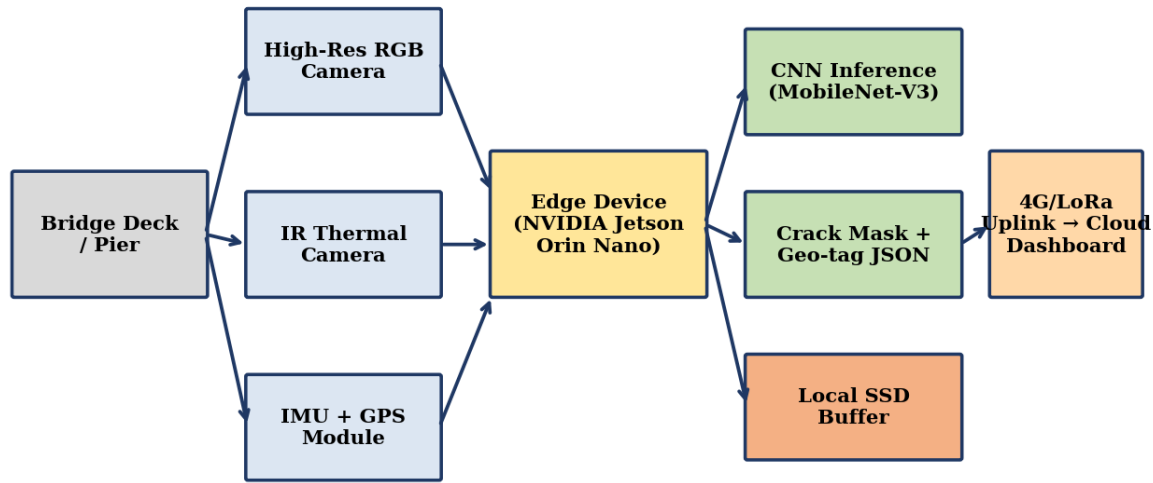 Bridge Deck
/ Pier
High-Res RGB
Camera
IR Thermal
Camera
IMU + GPS
Module
Edge Device
(NVIDIA Jetson
Orin Nano)
CNN Inference
(MobileNet-V3)
Crack Mask +
Geo-tag JSON
Local SSD
Buffer
4G/LoRa
Uplink → Cloud
Dashboard